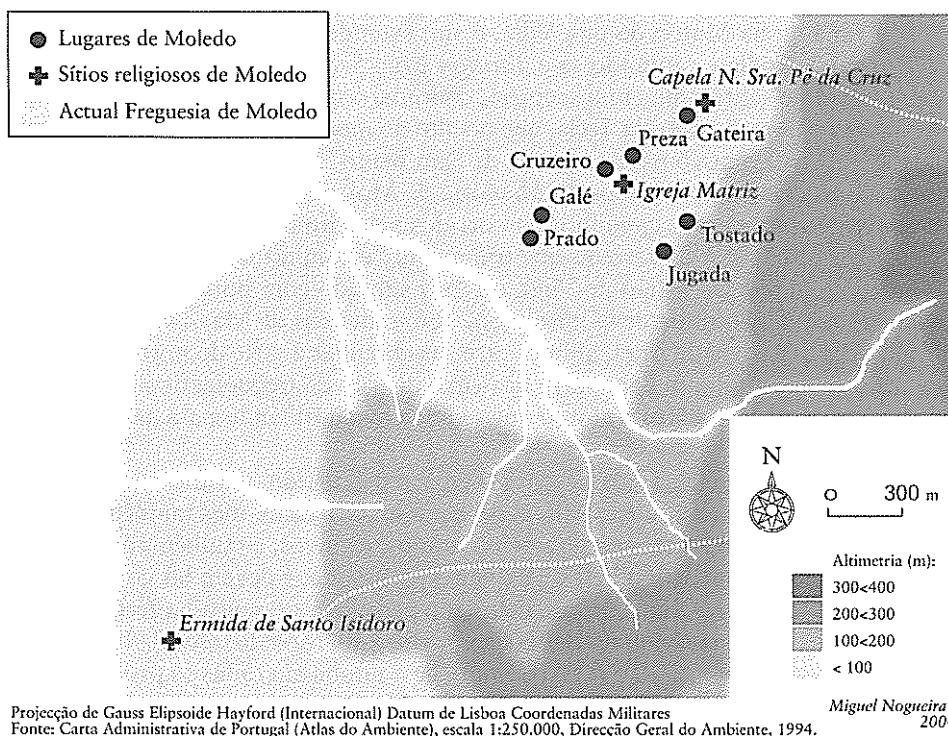 Lugares de Moledo
Sítios religiosos de Moledo
Actual Freguesia de Moledo
Capela N. Sra. Pé da Cruz
Gateira
Preza
Cruzeiro
Igreja Matriz
Galé
Prado
Tostado
Jugada
N
0 300 m
Altimetria (m):
300<400
200<300
100<200
< 100
Ermida de Santo Isidoro
Miguel Nogueira
Projecção de Gauss Elipsoide Hayford (Internacional) Datum de Lisboa Coordenadas Militares
Fonte: Carta Administrativa de Portugal (Atlas do Ambiente), escala 1:250.000, Direcção Geral do Ambiente, 1994.